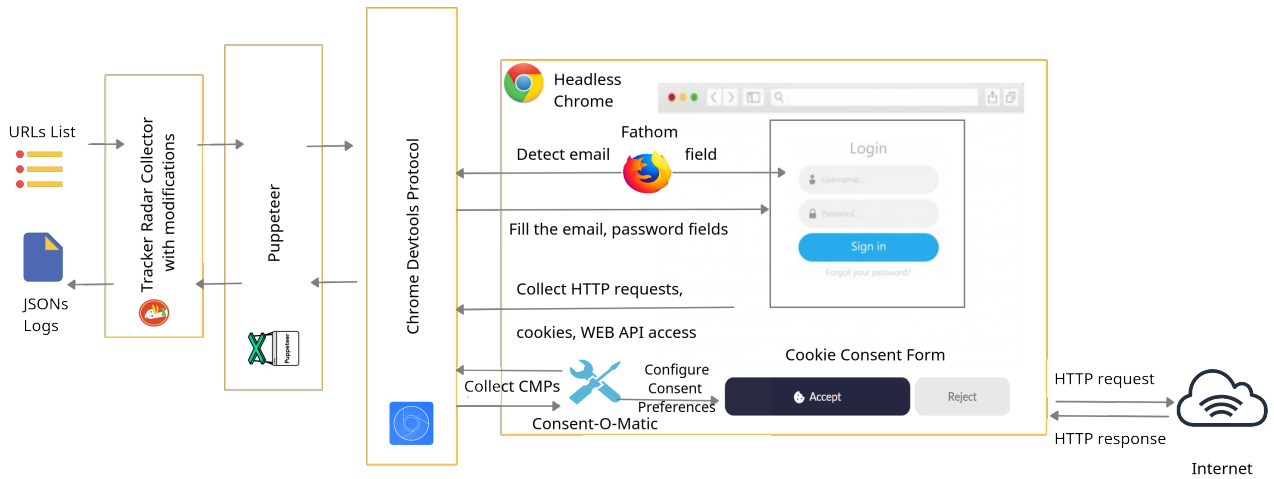 URLs List
JSONs
Logs
Tracker Radar Collector
with modifications
Puppeteer
Puppeteer
Chrome Devtools Protocol
Headless
Chrome
Fathom
Detect email field
Fill the email, password fields
Collect HTTP requests,
cookies, WEB API access
Login
Username...
Password...
Sign in
Forgot your password?
Cookie Consent Form
Accept
Reject
Collect CMPs
Configure
Consent
Preferences
Consent-O-Matic
HTTP request
HTTP response
Internet